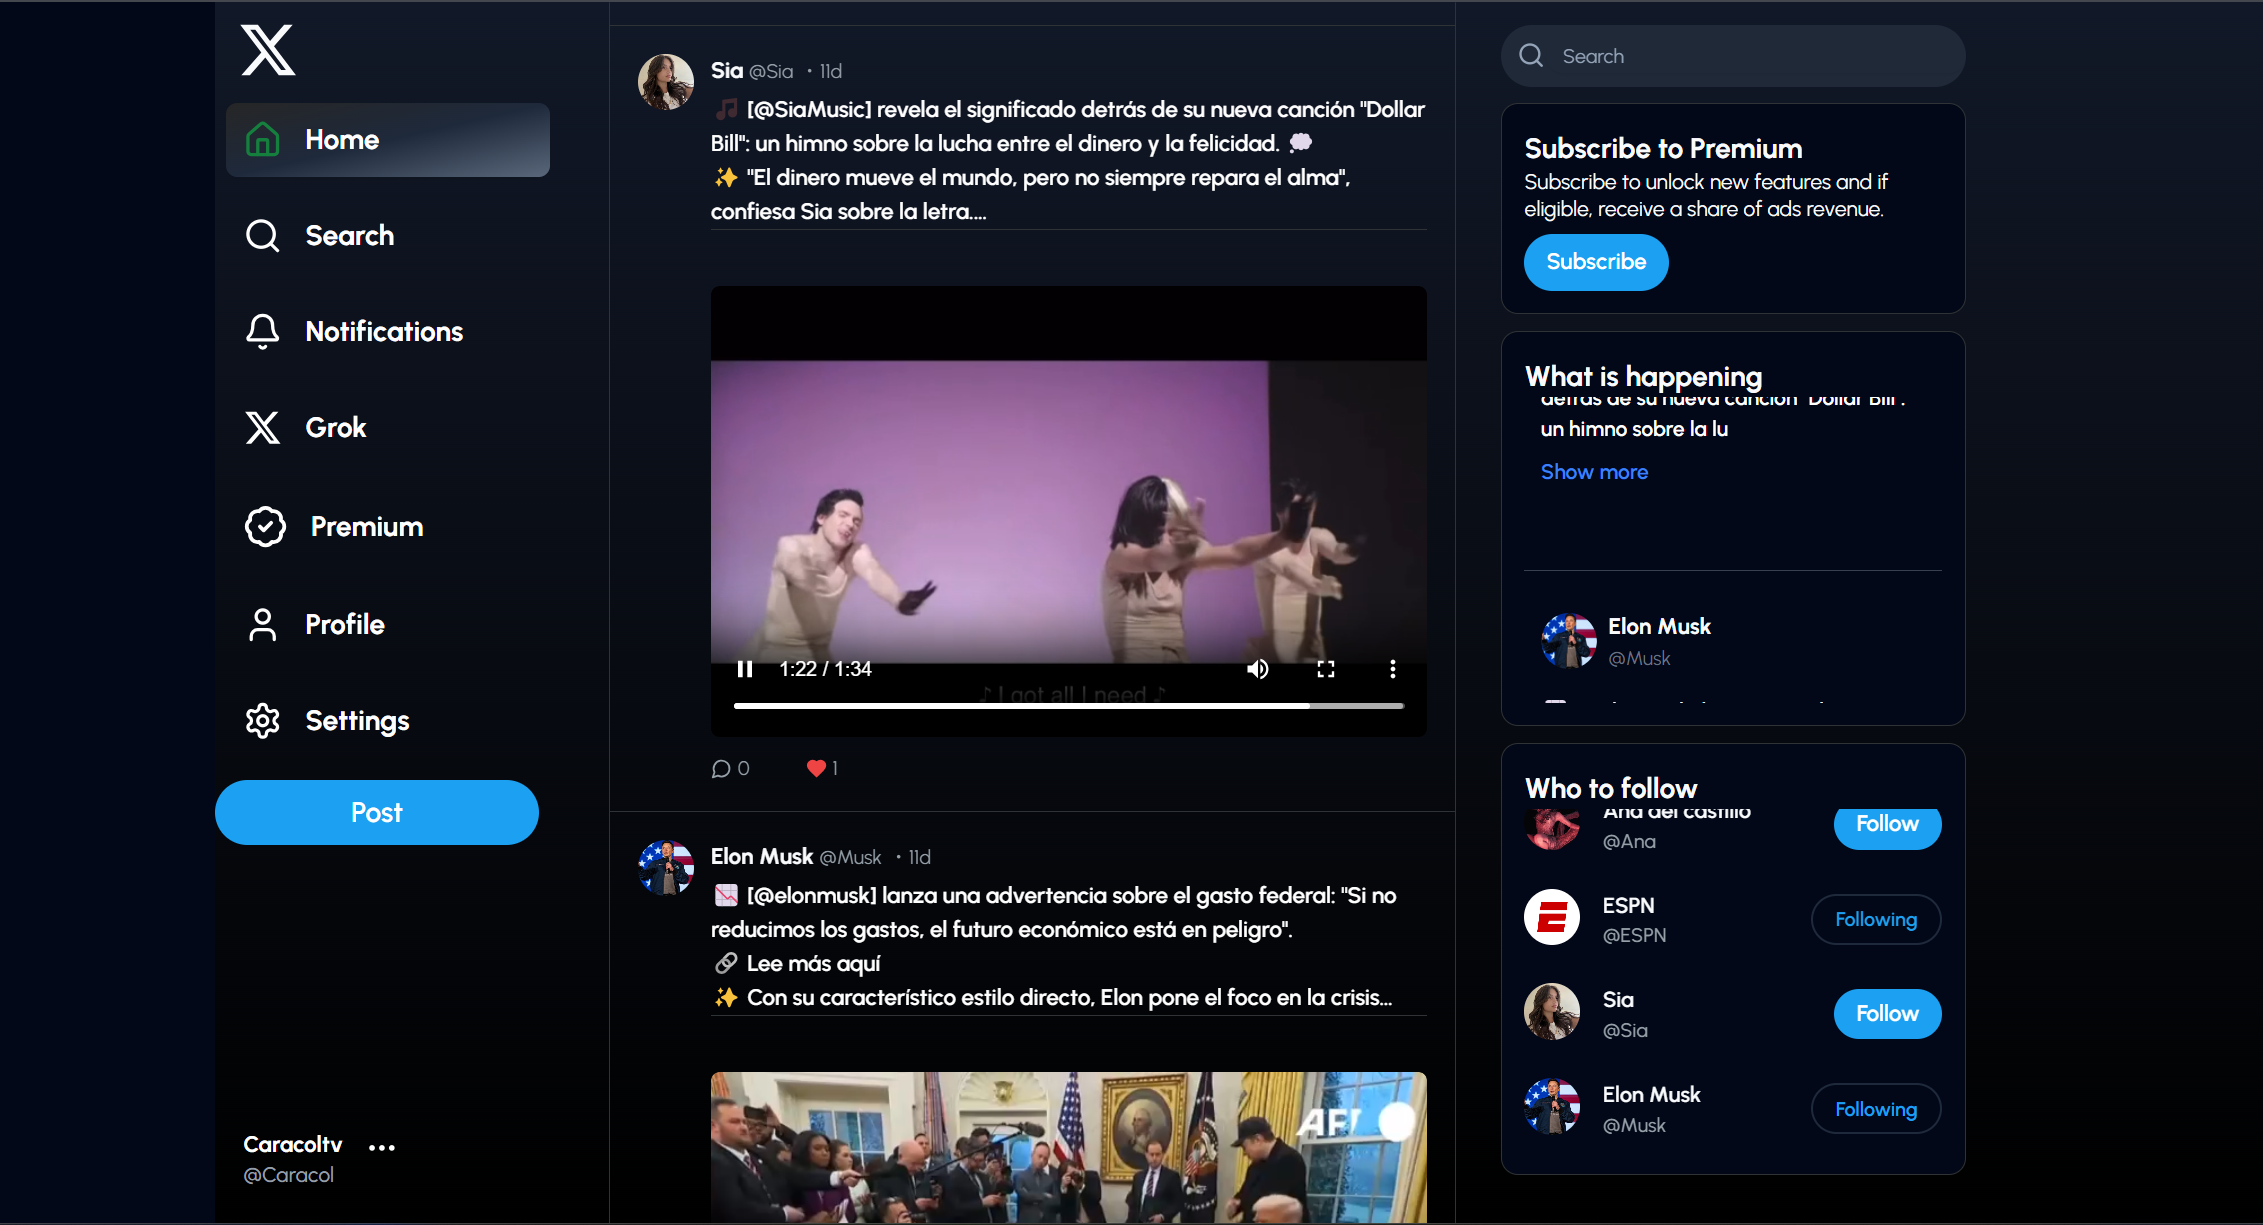 Home
Search
Notifications
Grok
Premium
Profile
Settings
Post
Caracoltv
@Caracol
Sia @Sia · 11d
🎵 [@SiaMusic] revela el significado detrás de su nueva canción "Dollar
Bill": un himno sobre la lucha entre el dinero y la felicidad. 💭
✨ "El dinero mueve el mundo, pero no siempre repara el alma",
confiesa Sia sobre la letra....
1:22 / 1:34
♪ I got all I need ♪
0
1
Elon Musk @Musk · 11d
📉 [@elonmusk] lanza una advertencia sobre el gasto federal: "Si no
reducimos los gastos, el futuro económico está en peligro".
🔗 Lee más aquí
✨ Con su característico estilo directo, Elon pone el foco en la crisis...
Search
Subscribe to Premium
Subscribe to unlock new features and if
eligible, receive a share of ads revenue.
Subscribe
What is happening
detrás de su nueva canción "Dollar Bill":
un himno sobre la lu
Show more
Elon Musk
@Musk
Who to follow
Ana del castillo
@Ana
Follow
ESPN
@ESPN
Following
Sia
@Sia
Follow
Elon Musk
@Musk
Following